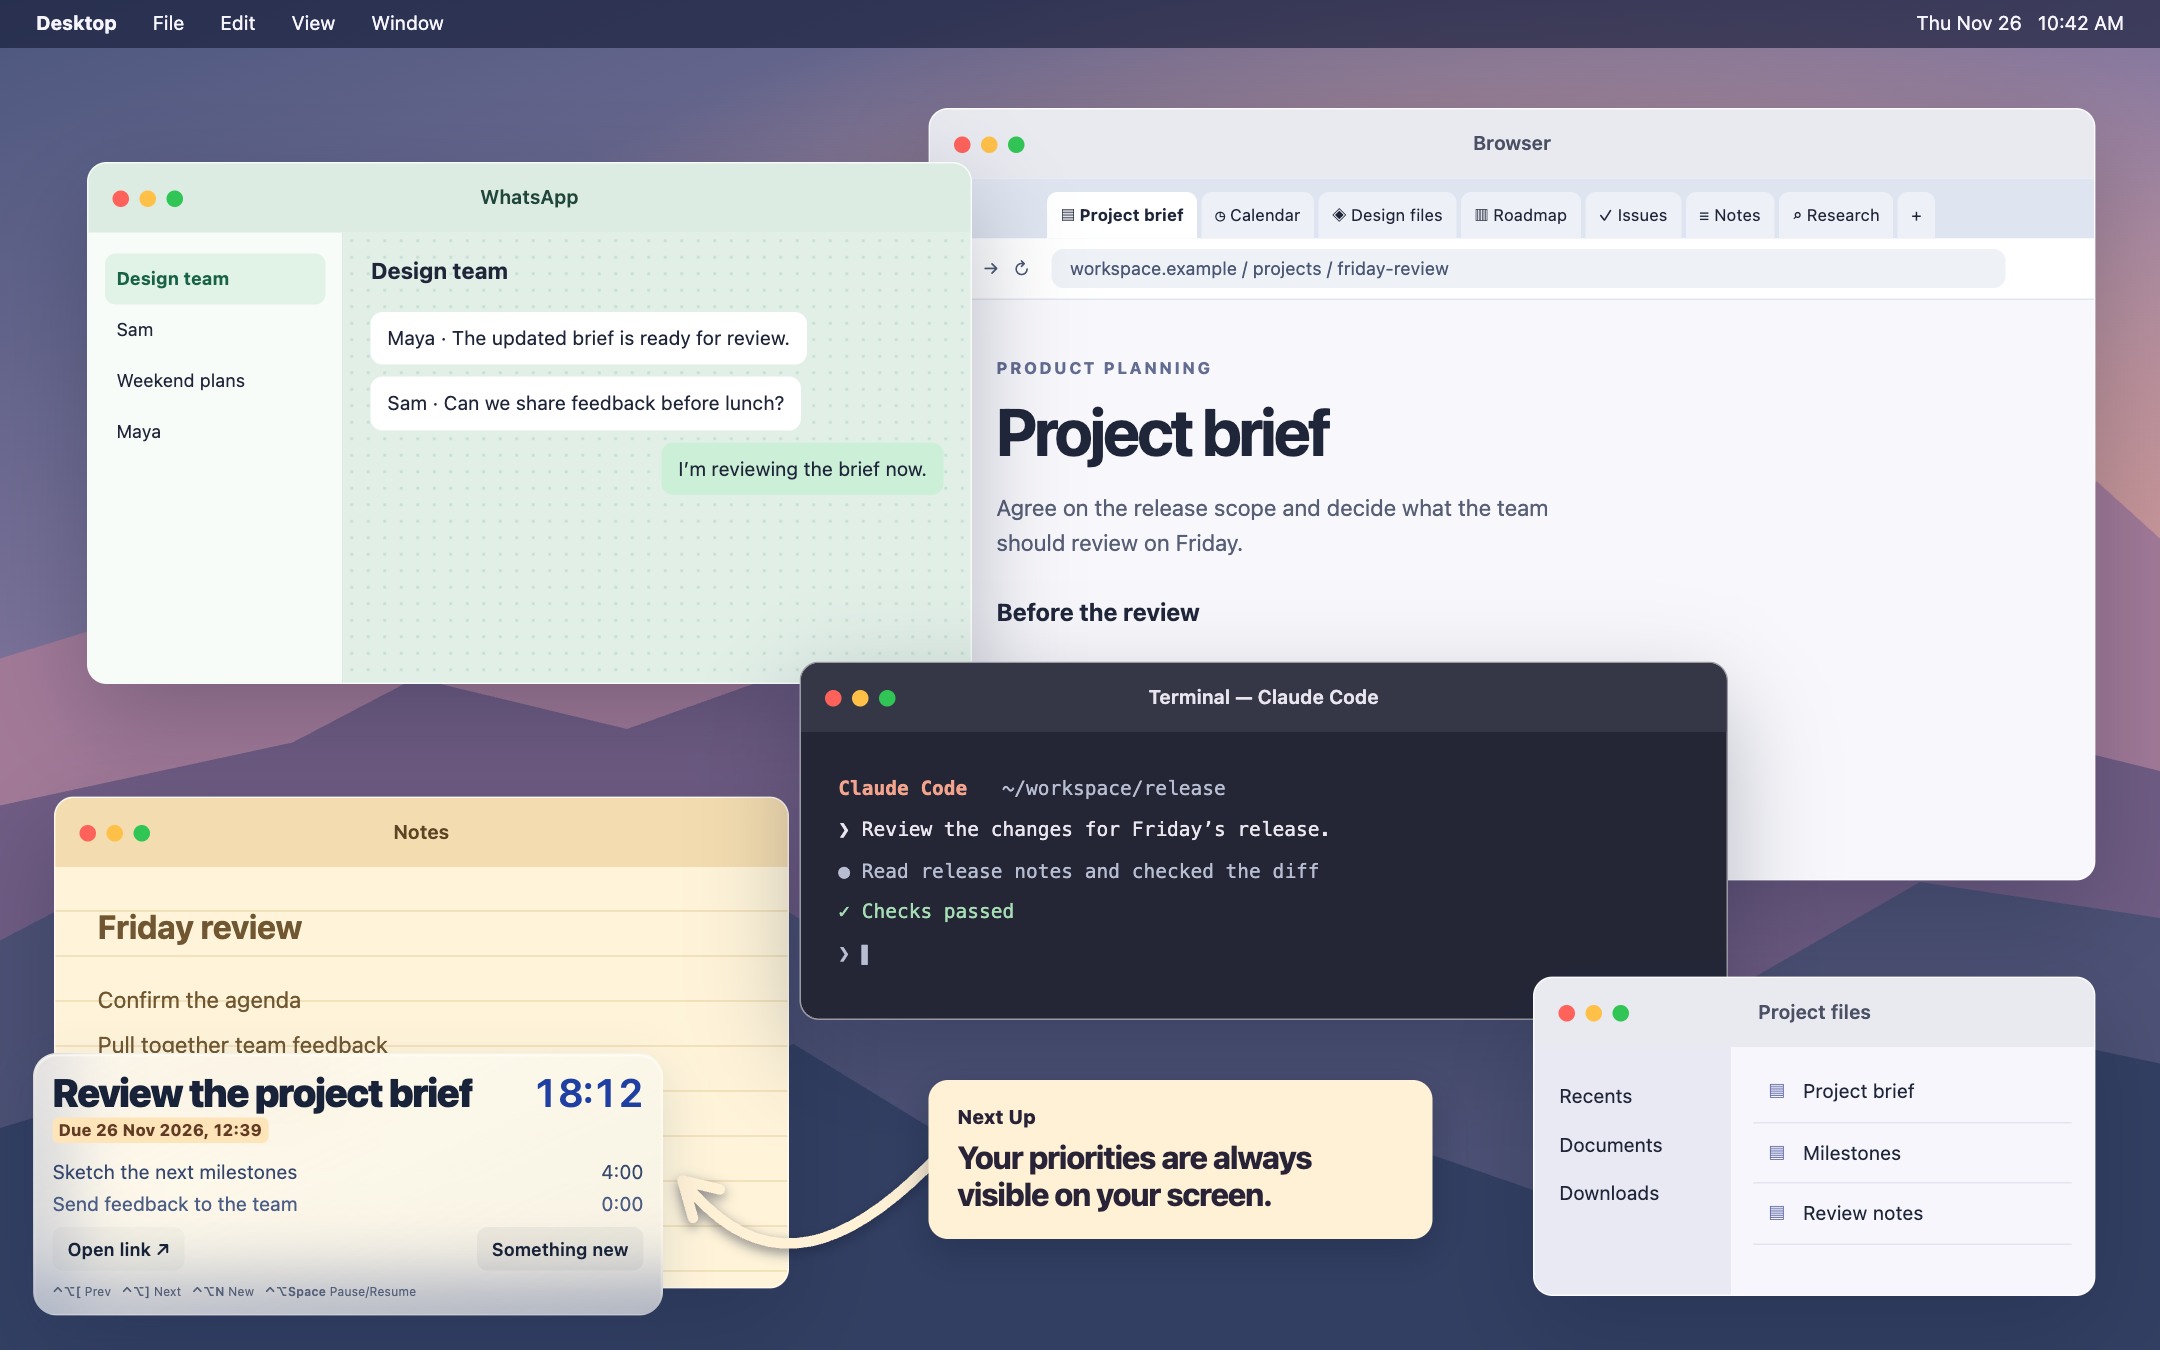 Desktop File Edit View Window
Thu Nov 26 10:42 AM
WhatsApp
Design team
Sam
Weekend plans
Maya
Design team
Maya · The updated brief is ready for review.
Sam · Can we share feedback before lunch?
I’m reviewing the brief now.
Browser
Project brief Calendar Design files Roadmap Issues Notes Research +
workspace.example / projects / friday-review
PRODUCT PLANNING
Project brief
Agree on the release scope and decide what the team
should review on Friday.
Before the review
Terminal — Claude Code
Claude Code ~/workspace/release
❯ Review the changes for Friday’s release.
● Read release notes and checked the diff
✓ Checks passed
❯
Notes
Friday review
Confirm the agenda
Pull together team feedback
Review the project brief 18:12
Due 26 Nov 2026, 12:39
Sketch the next milestones 4:00
Send feedback to the team 0:00
Open link ↗ Something new
^⌥[ Prev ^⌥] Next ^⌥N New ^⌥Space Pause/Resume
Next Up
Your priorities are always
visible on your screen.
Project files
Recents
Documents
Downloads
Project brief
Milestones
Review notes